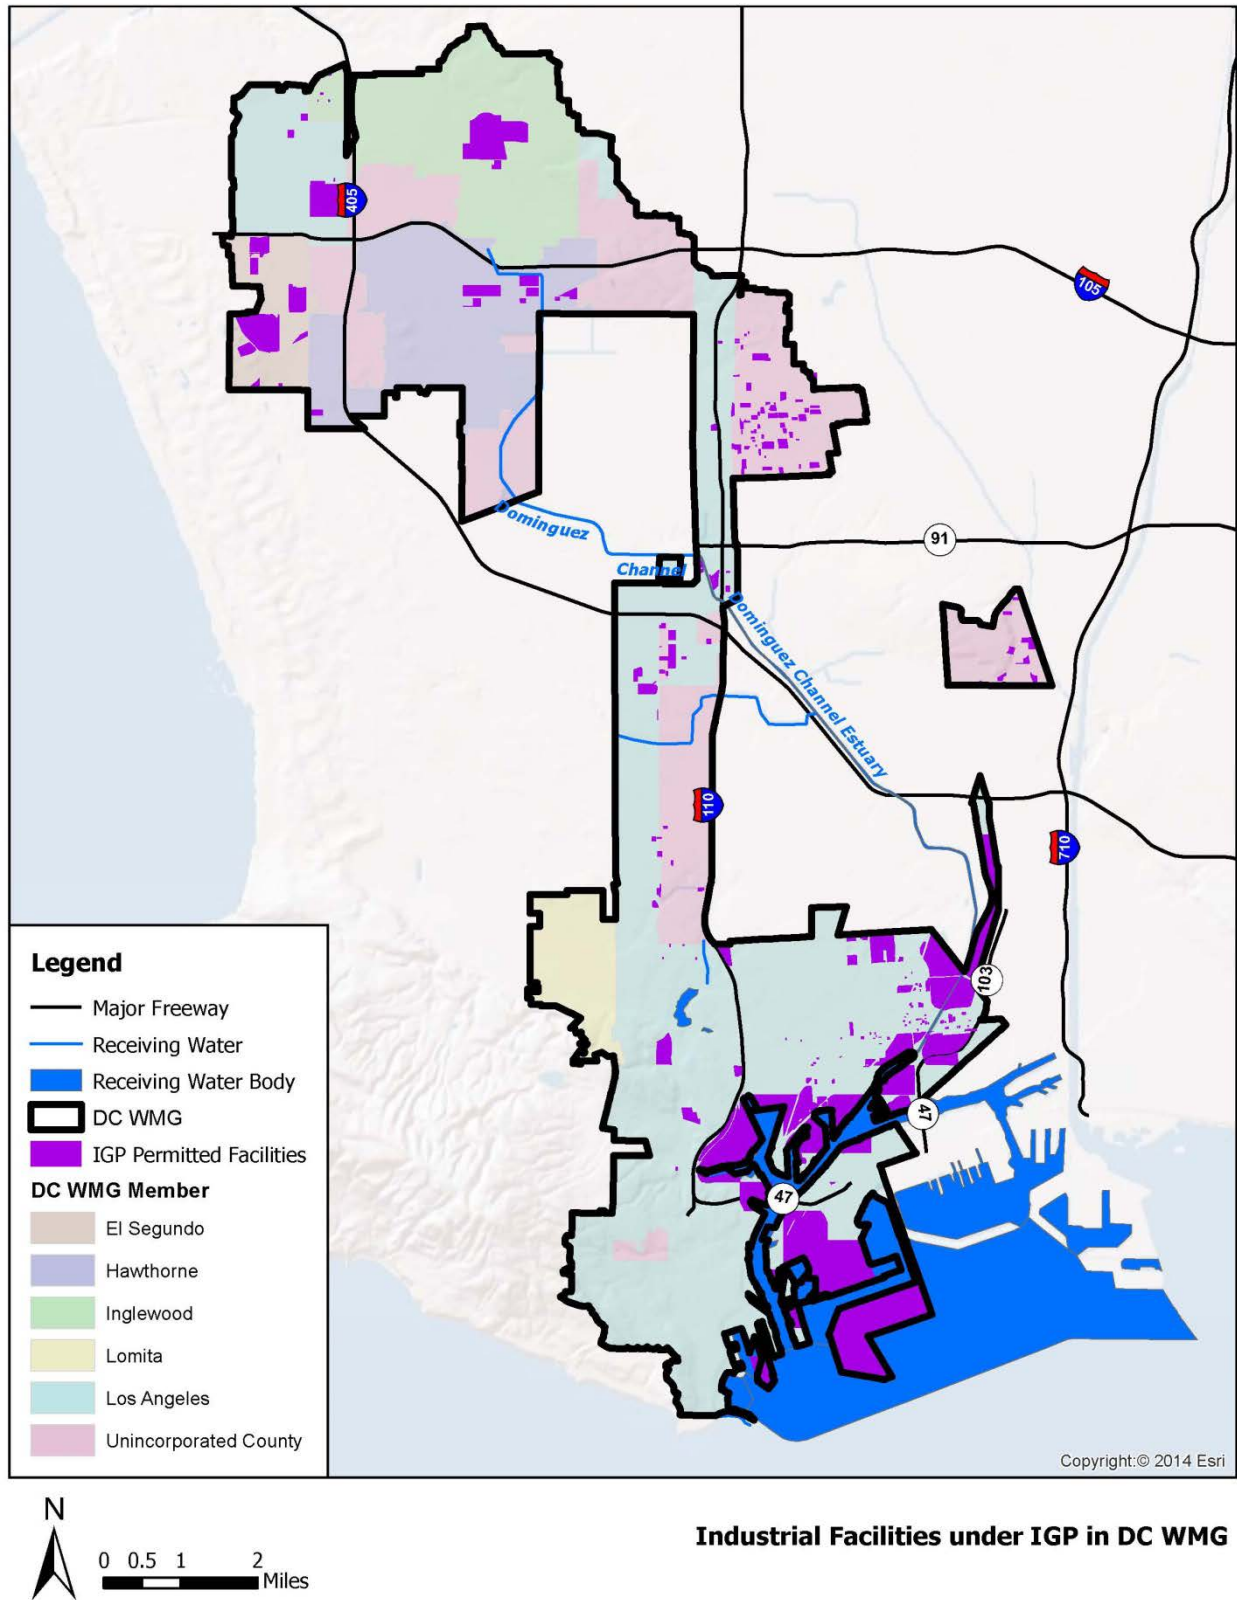 405
105
Dominguez
Channel
91
Dominguez Channel Estuary
110
710
103
47
47
Legend
Major Freeway
Receiving Water
Receiving Water Body
DC WMG
IGP Permitted Facilities
DC WMG Member
El Segundo
Hawthorne
Inglewood
Lomita
Los Angeles
Unincorporated County
Copyright:© 2014 Esri
N
0 0.5 1 2
Miles
Industrial Facilities under IGP in DC WMG